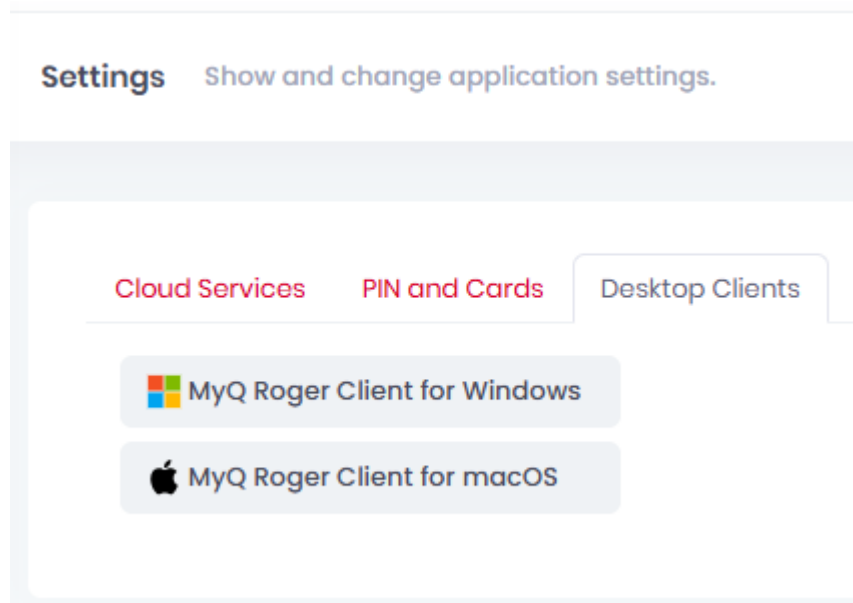 Settings Show and change application settings.
Cloud Services PIN and Cards Desktop Clients
MyQ Roger Client for Windows
MyQ Roger Client for macOS